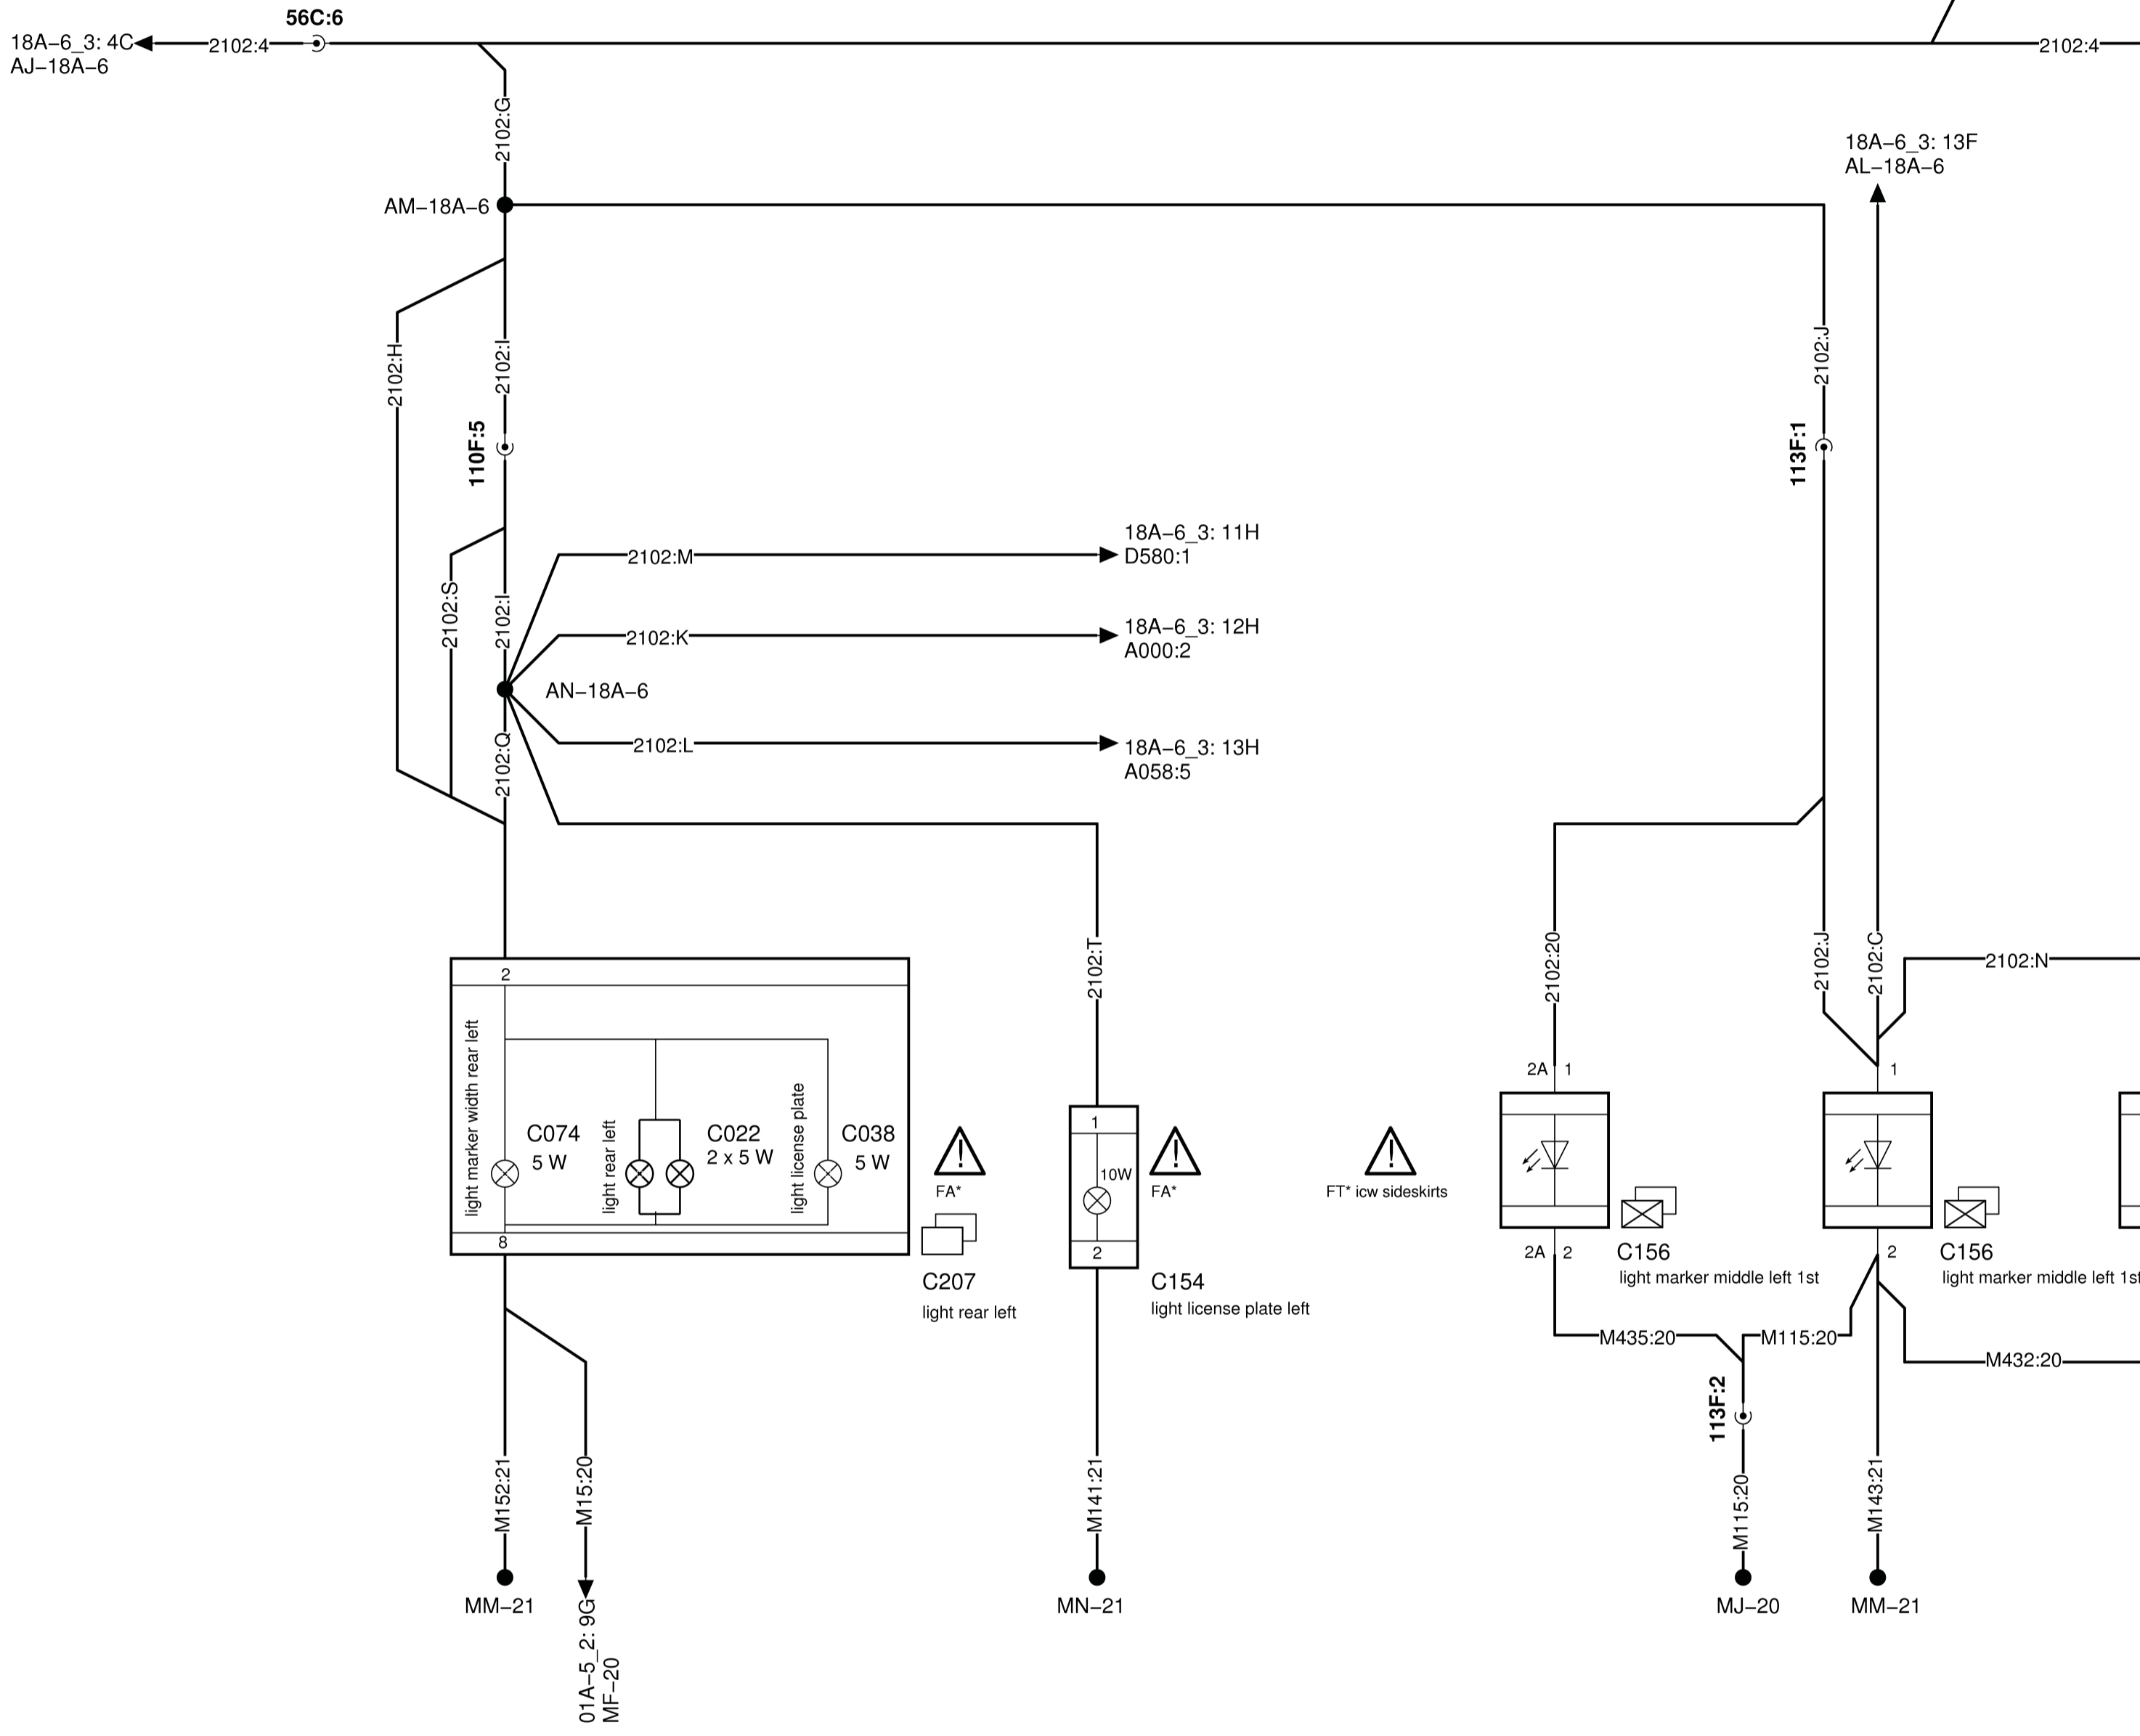 56C:6
18A−6_3: 4C
AJ−18A−6
2102:4
2102:4
2102:G
18A−6_3: 13F
AL−18A−6
AM−18A−6
2102:H
2102:I
2102:J
110F:5
113F:1
18A−6_3: 11H
D580:1
2102:M
2102:S
2102:I
18A−6_3: 12H
A000:2
2102:K
AN−18A−6
2102:L
18A−6_3: 13H
A058:5
2102:Q
2102:T
2102:20
2102:J
2102:C
2102:N
2
light marker width rear left
C074
5 W
light rear left
C022
2 x 5 W
light license plate
C038
5 W
8
FA*
C207
light rear left
1
10W
2
FA*
C154
light license plate left
FT* icw sideskirts
2A 1
2A 2
C156
light marker middle left 1st
1
2
C156
light marker middle left 1st
M435:20
M115:20
M432:20
113F:2
M152:21
M15:20
M141:21
M115:20
M143:21
MM−21
01A−5_2: 9G
MF−20
MN−21
MJ−20
MM−21